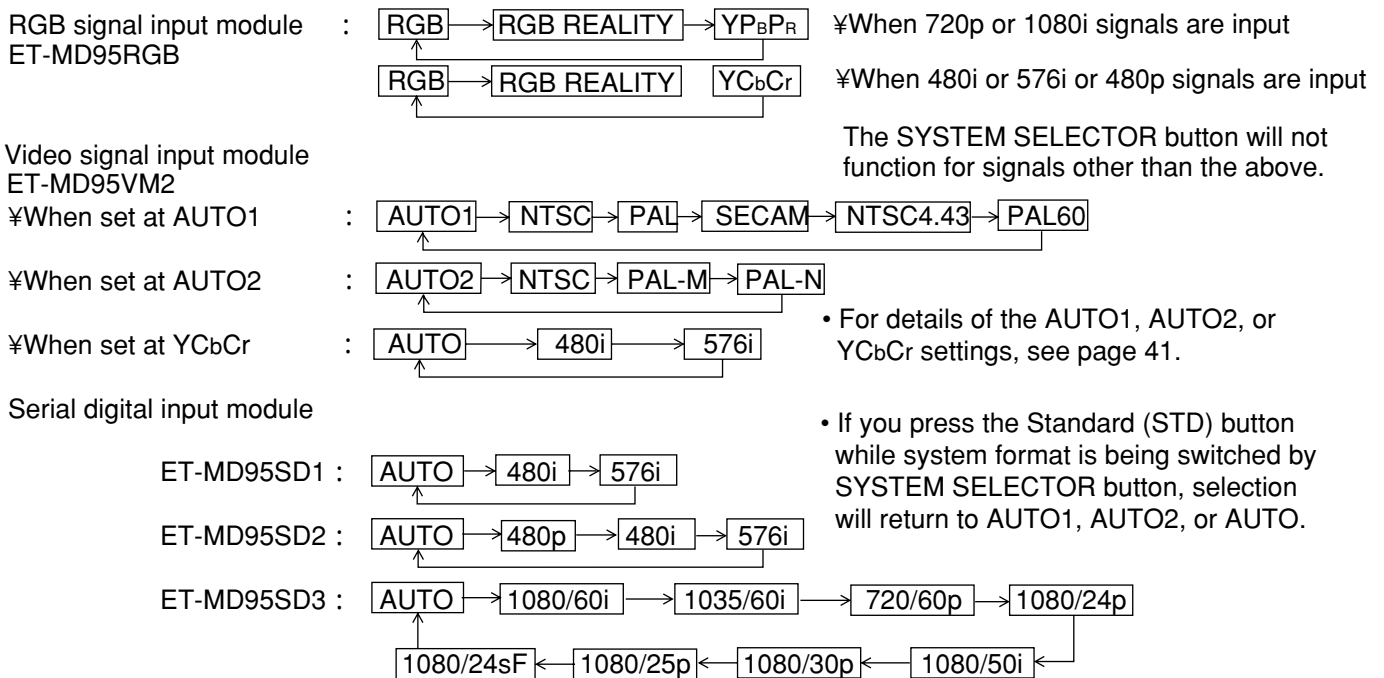 RGB signal input module : RGB RGB REALITY YPBPR ¥When 720p or 1080i signals are input
ET-MD95RGB
RGB RGB REALITY YCbCr ¥When 480i or 576i or 480p signals are input
The SYSTEM SELECTOR button will not
function for signals other than the above.
Video signal input module
ET-MD95VM2
¥When set at AUTO1 : AUTO1 NTSC PAL SECAM NTSC4.43 PAL60
¥When set at AUTO2 : AUTO2 NTSC PAL-M PAL-N
¥When set at YCbCr : AUTO 480i 576i
• For details of the AUTO1, AUTO2, or
YCbCr settings, see page 41.
Serial digital input module
• If you press the Standard (STD) button
while system format is being switched by
SYSTEM SELECTOR button, selection
will return to AUTO1, AUTO2, or AUTO.
ET-MD95SD1 : AUTO 480i 576i
ET-MD95SD2 : AUTO 480p 480i 576i
ET-MD95SD3 : AUTO 1080/60i 1035/60i 720/60p 1080/24p
1080/24sF 1080/25p 1080/30p 1080/50i